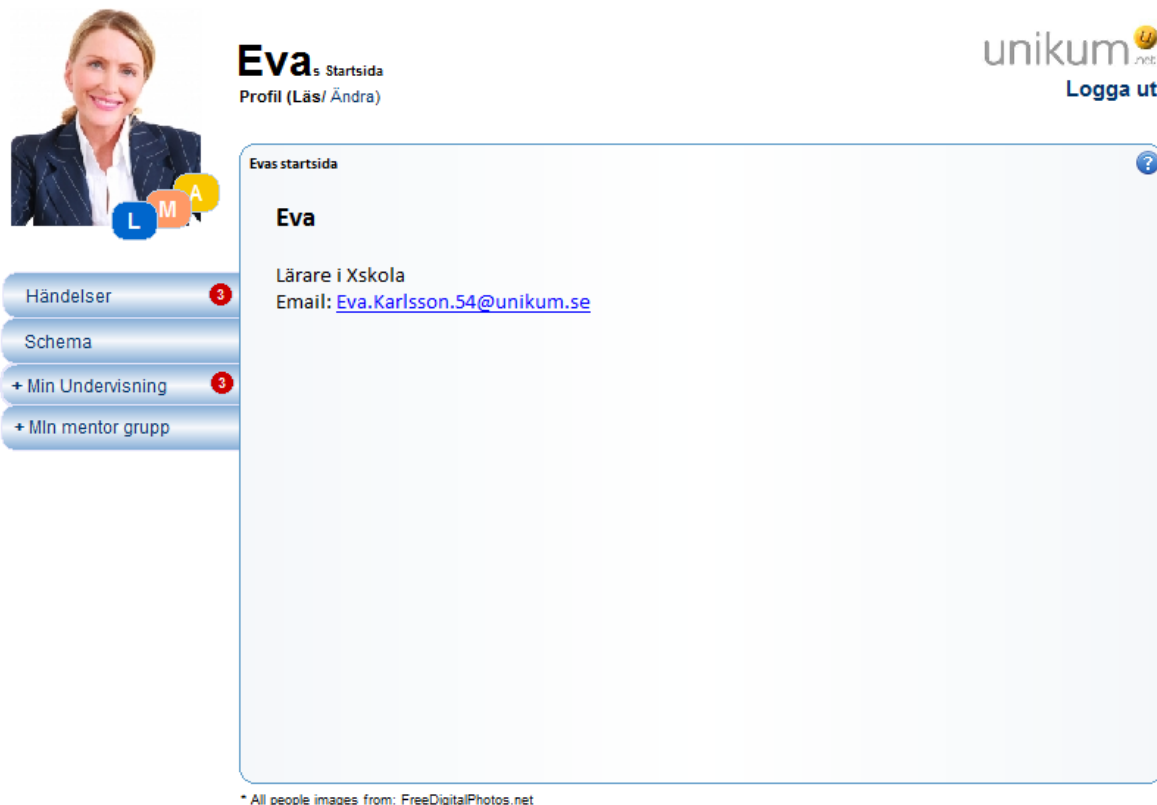 Evas Startsida
unikum.net
Profil (Läs/ Ändra)
Logga ut
L M A
Evas startsida
?
Eva
Lärare i Xskola
Email: Eva.Karlsson.54@unikum.se
Händelser 3
Schema
+ Min Undervisning 3
+ MIn mentor grupp
* All people images from: FreeDigitalPhotos.net